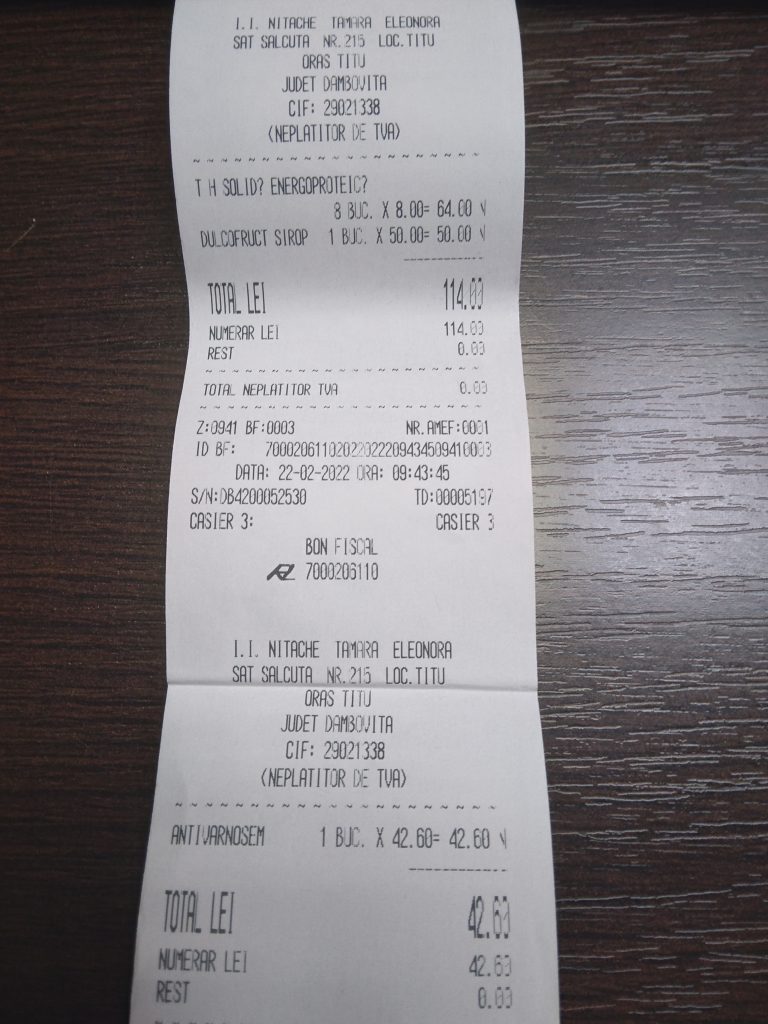 I.I. NITACHE TAMARA ELEONORA
SAT SALCUTA NR.215 LOC.TITU
ORAS TITU
JUDET DAMBOVITA
CIF: 29021338
(NEPLATITOR DE TVA)
~ ~ ~ ~ ~ ~ ~ ~ ~ ~ ~ ~ ~ ~ ~ ~ ~ ~ ~ ~
T H SOLID? ENERGOPROTEIC?
8 BUC. X 8.00= 64.00 N
DULCOFRUCT SIROP 1 BUC. X 50.00= 50.00 N
------------
TOTAL LEI 114.00
NUMERAR LEI 114.00
REST 0.00
~ ~ ~ ~ ~ ~ ~ ~ ~ ~ ~ ~ ~ ~ ~ ~ ~ ~ ~ ~
TOTAL NEPLATITOR TVA 0.00
~ ~ ~ ~ ~ ~ ~ ~ ~ ~ ~ ~ ~ ~ ~ ~ ~ ~ ~ ~
Z:0941 BF:0003 NR.AMEF:0001
ID BF: 70002061102022022209434509410003
DATA: 22-02-2022 ORA: 09:43:45
S/N:DB4200052530 TD:00005197
CASIER 3: CASIER 3
BON FISCAL
7000206110
I.I. NITACHE TAMARA ELEONORA
SAT SALCUTA NR.215 LOC.TITU
ORAS TITU
JUDET DAMBOVITA
CIF: 29021338
(NEPLATITOR DE TVA)
~ ~ ~ ~ ~ ~ ~ ~ ~ ~ ~ ~ ~ ~ ~ ~ ~ ~ ~ ~
ANTIVARNOSEM 1 BUC. X 42.60= 42.60 N
------------
TOTAL LEI 42.60
NUMERAR LEI 42.60
REST 0.00